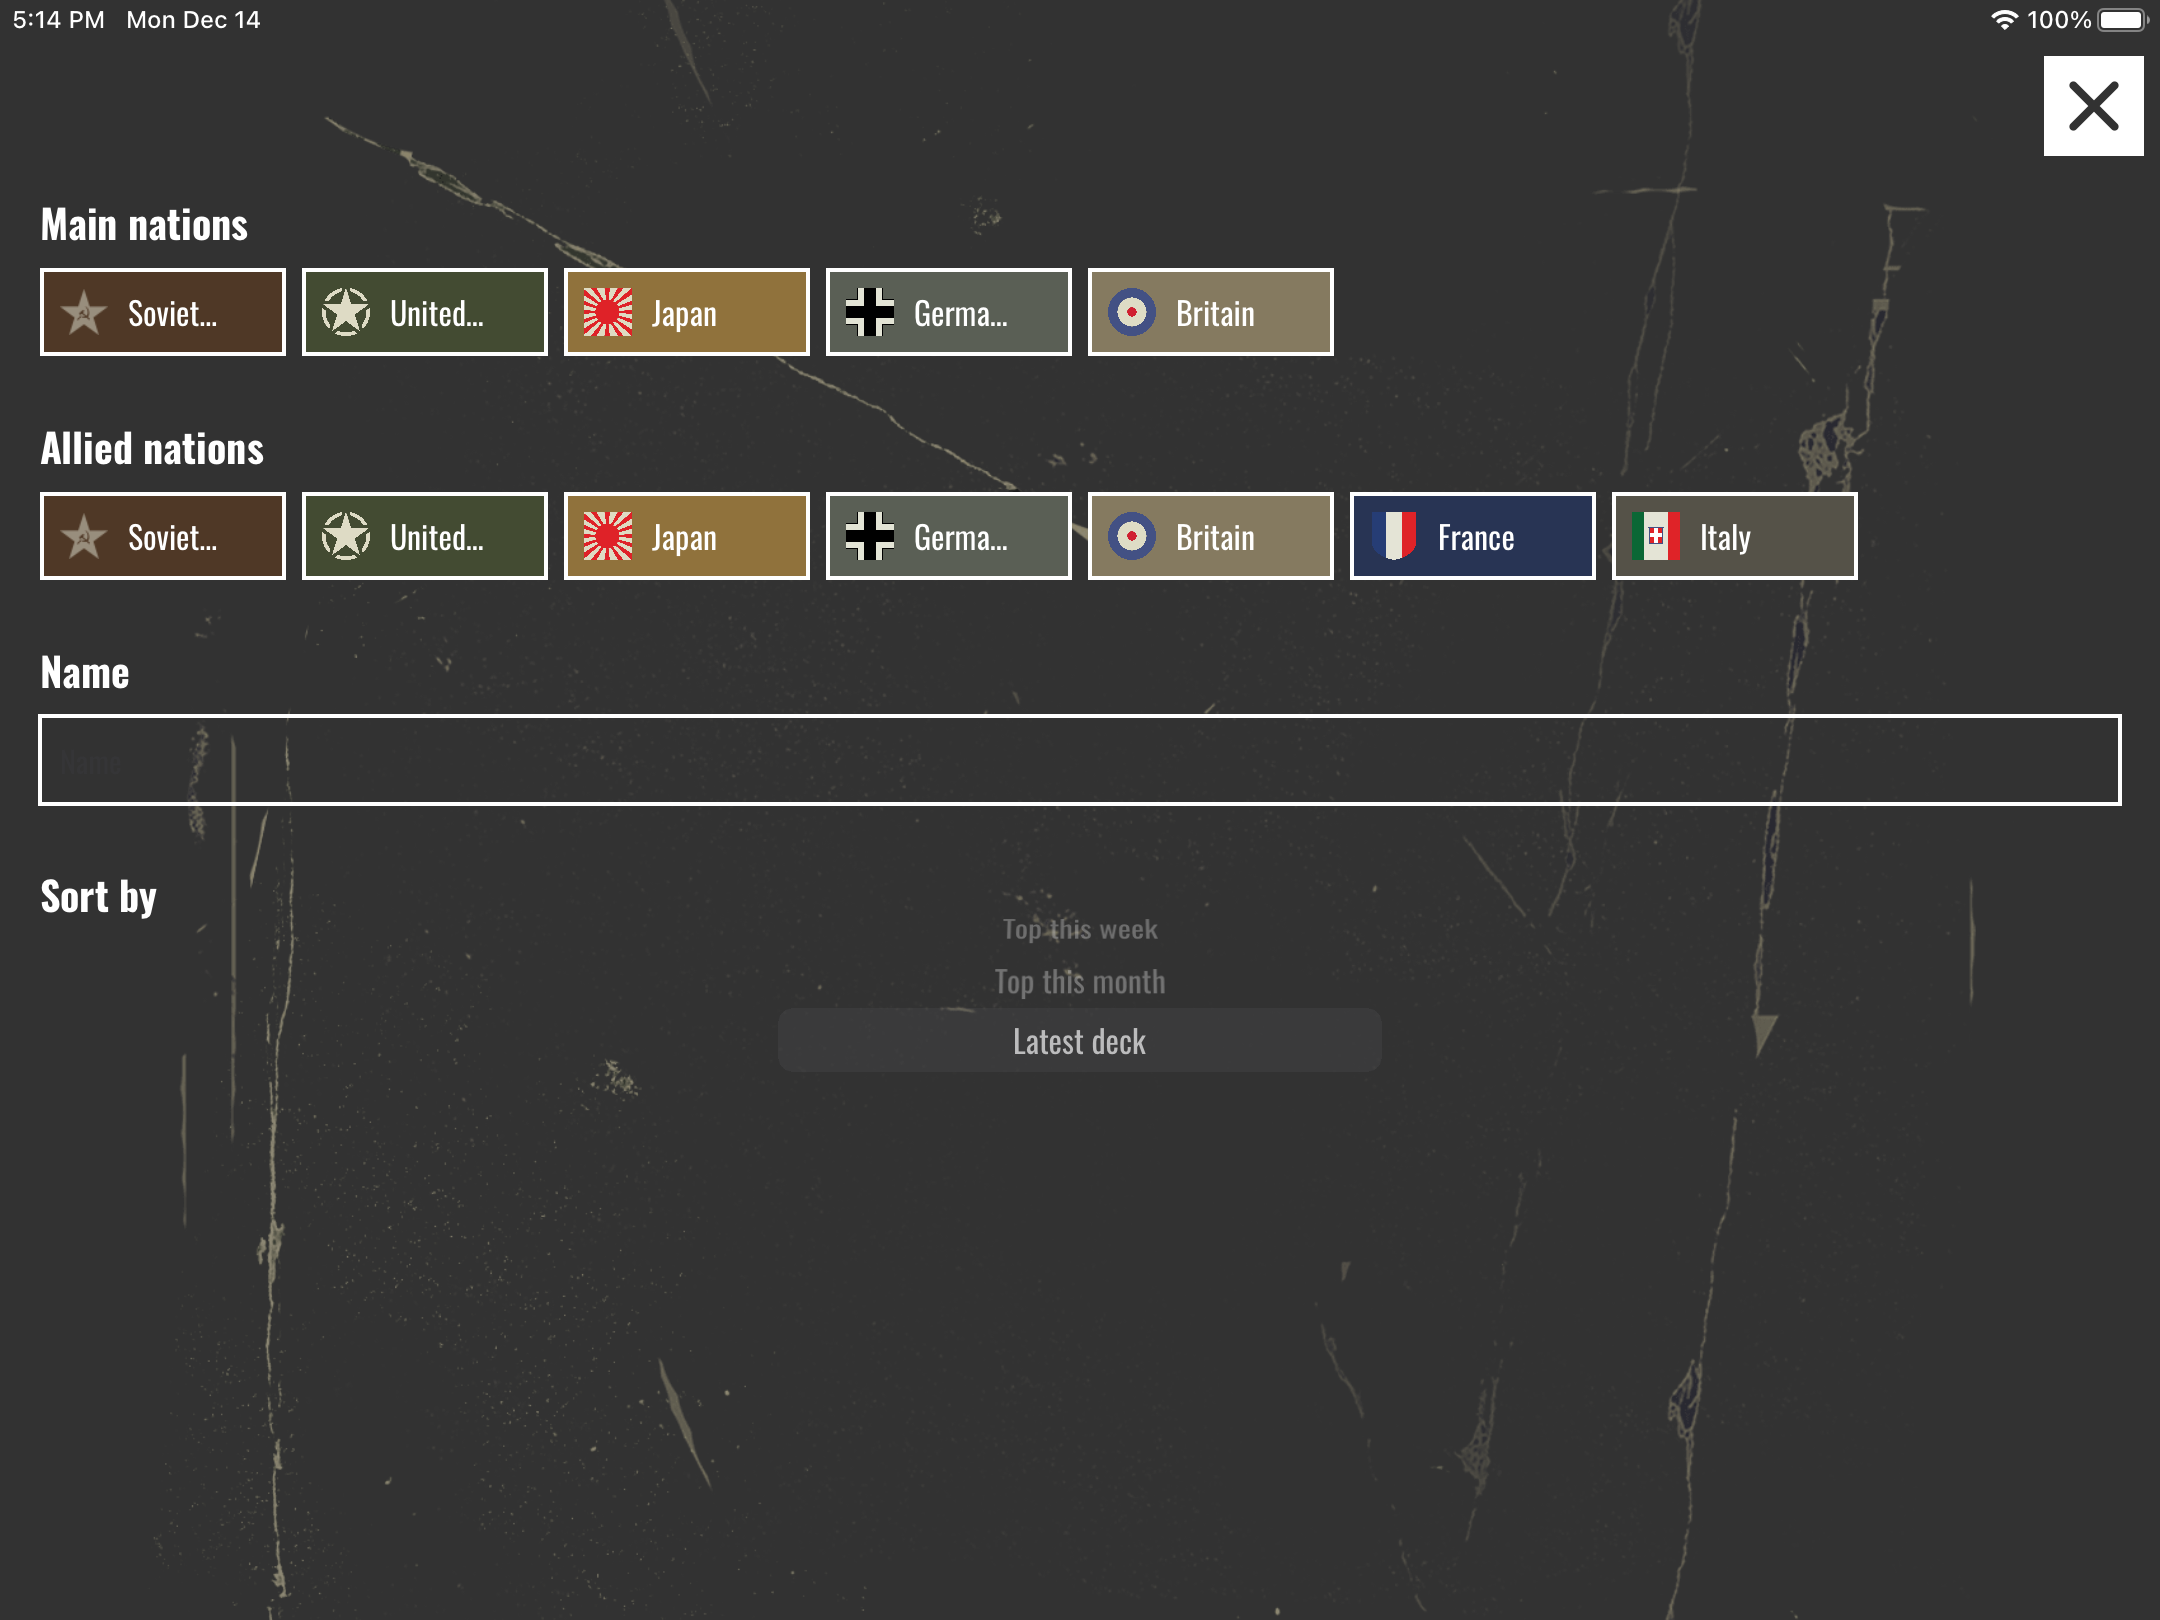 5:14 PM Mon Dec 14 100%
Main nations
Soviet... United... Japan Germa... Britain
Allied nations
Soviet... United... Japan Germa... Britain France Italy
Name
Name
Sort by
Top this week
Top this month
Latest deck